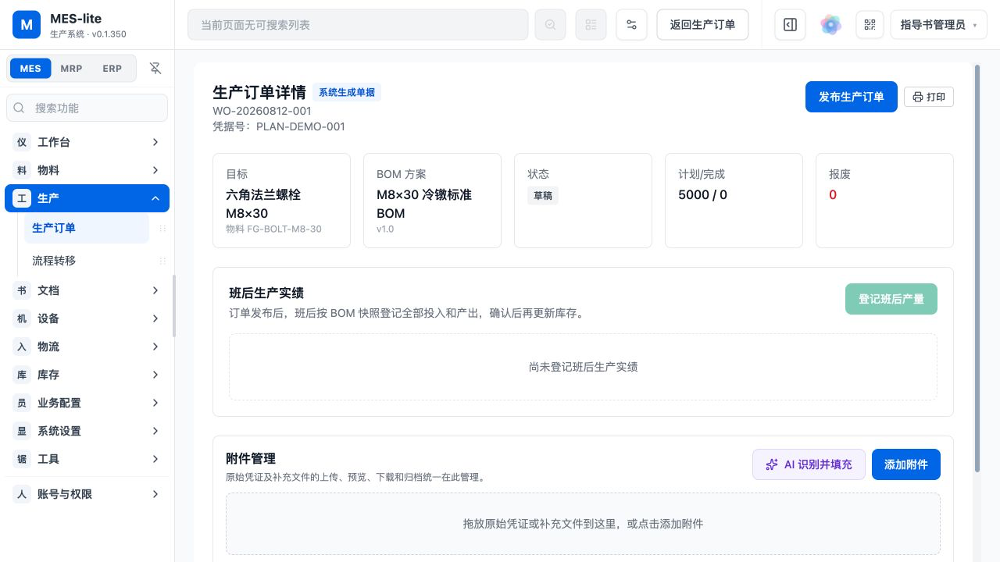 M
MES-lite
生产系统 · v0.1.350
MES
MRP
ERP
搜索功能
仪 工作台
料 物料
工 生产
生产订单
流程转移
书 文档
机 设备
入 物流
库 库存
员 业务配置
显 系统设置
锯 工具
人 账号与权限
当前页面无可搜索列表
返回生产订单
指导书管理员
生产订单详情
系统生成单据
WO-20260812-001
凭据号：PLAN-DEMO-001
发布生产订单
打印
目标
六角法兰螺栓
M8×30
物料 FG-BOLT-M8-30
BOM 方案
M8×30 冷镦标准
BOM
v1.0
状态
草稿
计划/完成
5000 / 0
报废
0
班后生产实绩
订单发布后，班后按 BOM 快照登记全部投入和产出，确认后再更新库存。
登记班后产量
尚未登记班后生产实绩
附件管理
原始凭证及补充文件的上传、预览、下载和归档统一在此管理。
AI 识别并填充
添加附件
拖放原始凭证或补充文件到这里，或点击添加附件